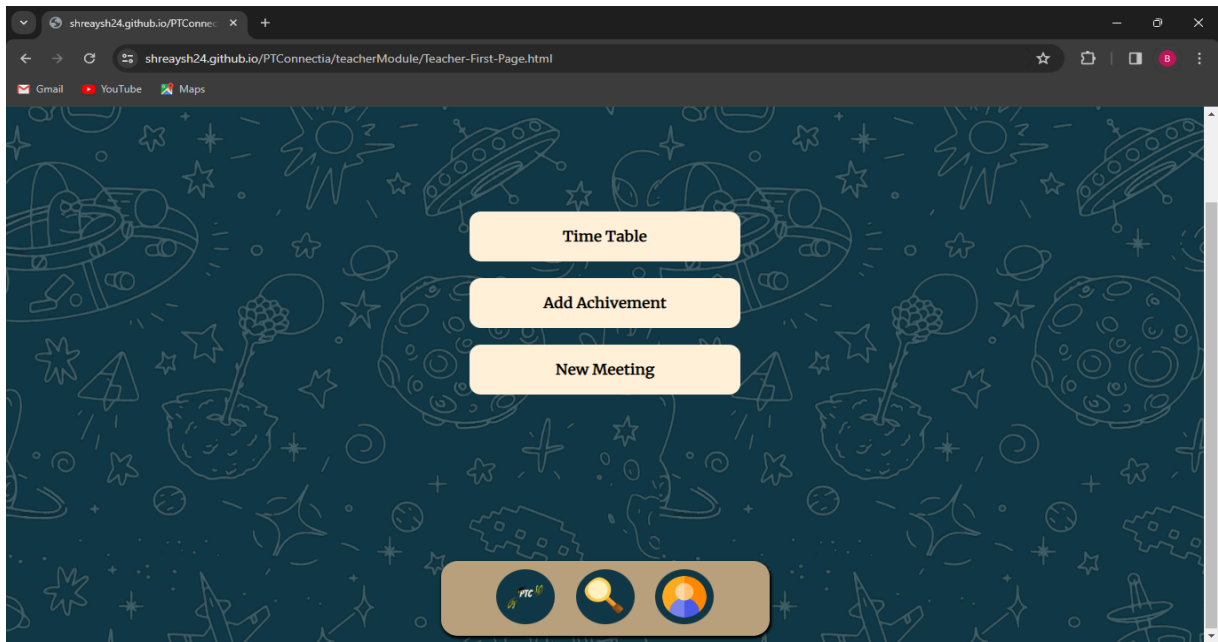 shreaysh24.github.io/PTConnec
shreaysh24.github.io/PTConnectia/teacherModule/Teacher-First-Page.html
B
Gmail YouTube Maps
Time Table
Add Achivement
New Meeting
PTC